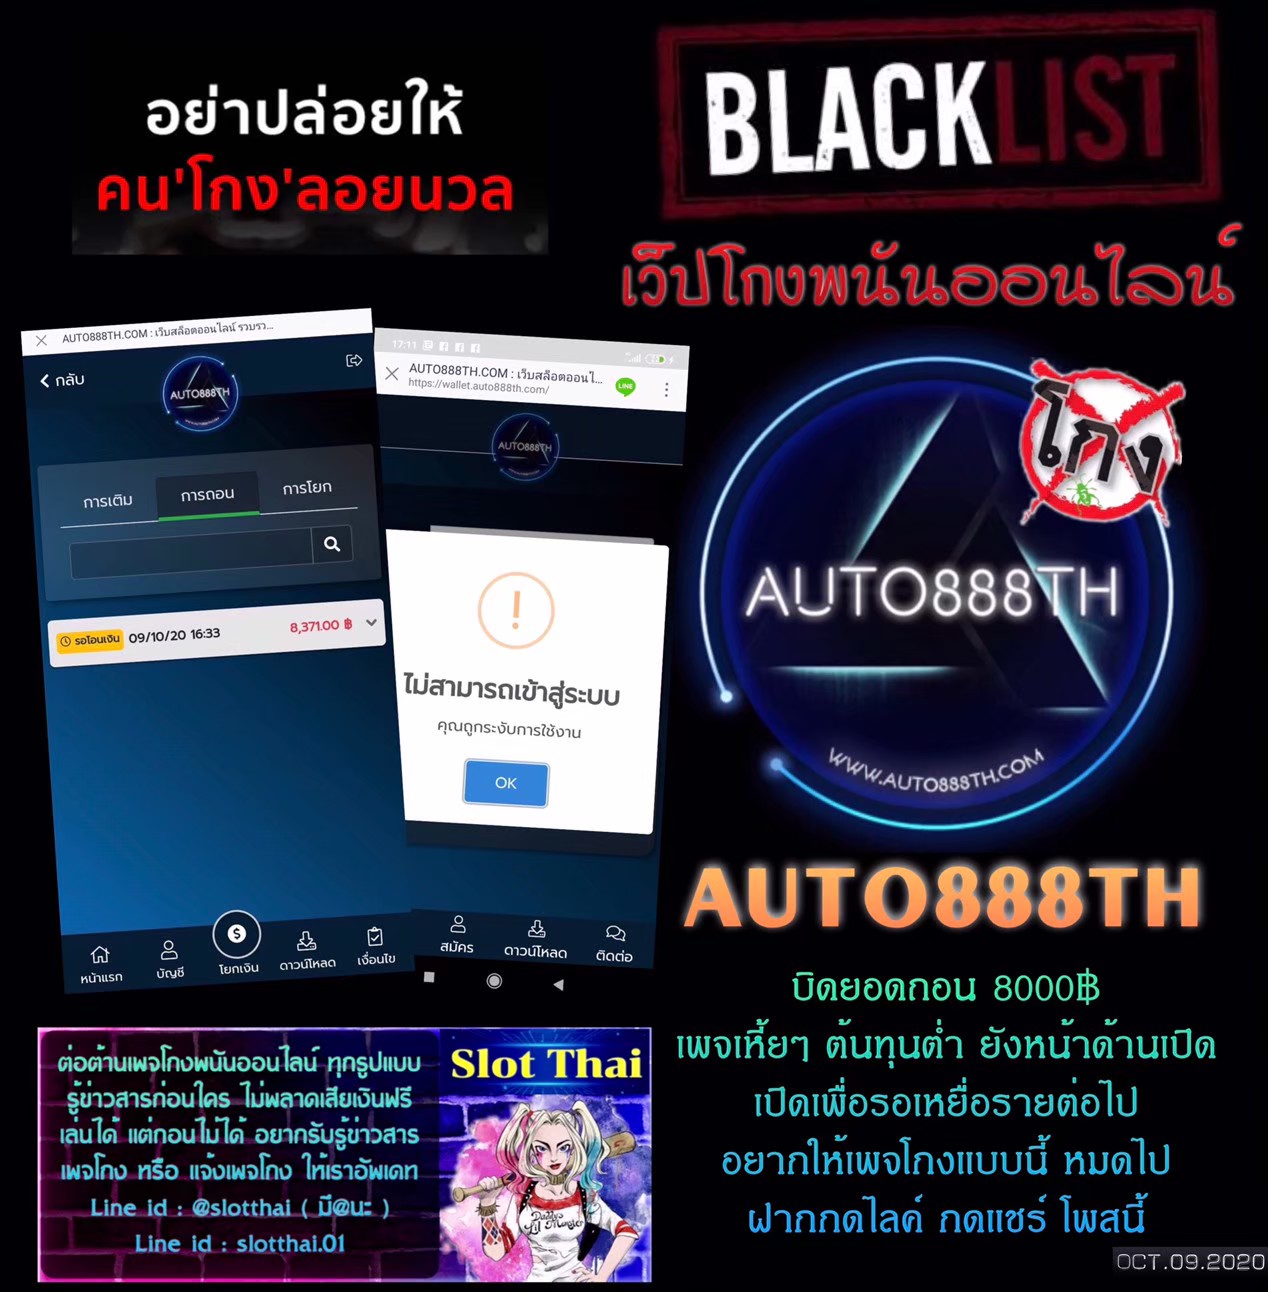 อย่าปล่อยให้
คน'โกง'ลอยนวล
BLACKLIST
เว็ปโกงพนันออนไลน์
AUTO888TH.COM : เว็บสล็อตออนไลน์ รวบรว...
กลับ
AUTO888TH
การเติม
การถอน
การโยก
รอโอนเงิน 09/10/20 16:33 8,371.00 ฿
หน้าแรก
บัญชี
โยกเงิน
ดาวน์โหลด
เงื่อนไข
17:11
AUTO888TH.COM : เว็บสล็อตออนไ...
https://wallet.auto888th.com/
LINE
AUTO888TH
!
ไม่สามารถเข้าสู่ระบบ
คุณถูกระงับการใช้งาน
OK
สมัคร
ดาวน์โหลด
ติดต่อ
โกง
AUTO888TH
WWW.AUTO888TH.COM
AUTO888TH
บิดยอดถอน 8000฿
เพจเหี้ยๆ ต้นทุนต่ำ ยังหน้าด้านเปิด
เปิดเพื่อรอเหยื่อรายต่อไป
อยากให้เพจโกงแบบนี้ หมดไป
ฝากกดไลค์ กดแชร์ โพสนี้
ต่อต้านเพจโกงพนันออนไลน์ ทุกรูปแบบ
รู้ข่าวสารก่อนใคร ไม่พลาดเสียเงินฟรี
เล่นได้ แต่ถอนไม่ได้ อยากรับรู้ข่าวสาร
เพจโกง หรือ แจ้งเพจโกง ให้เราอัพเดท
Line id : @slotthai ( มี@นะ )
Line id : slotthai.01
Slot Thai
Daddy's
Lil Monster
OCT.09.2020